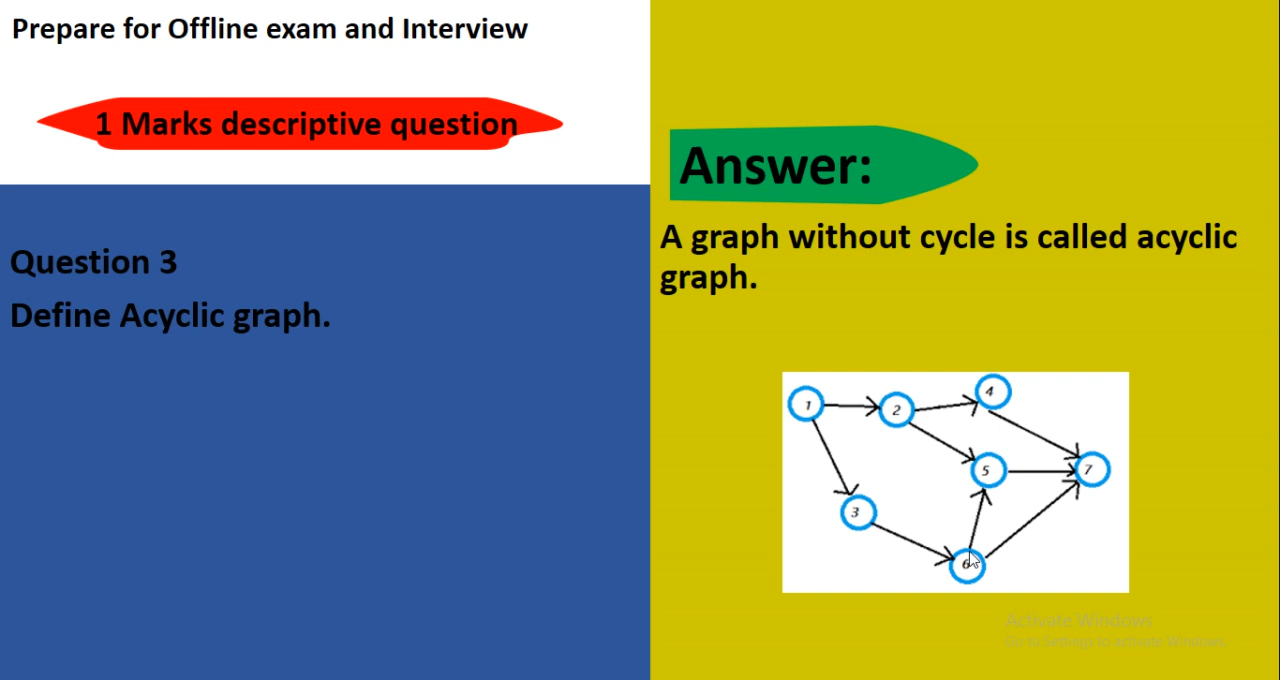 Prepare for Offline exam and Interview
1 Marks descriptive question
Question 3
Define Acyclic graph.
Answer:
A graph without cycle is called acyclic
graph.
1
2
4
5
7
3
6
Activate Windows
Go to Settings to activate Windows.